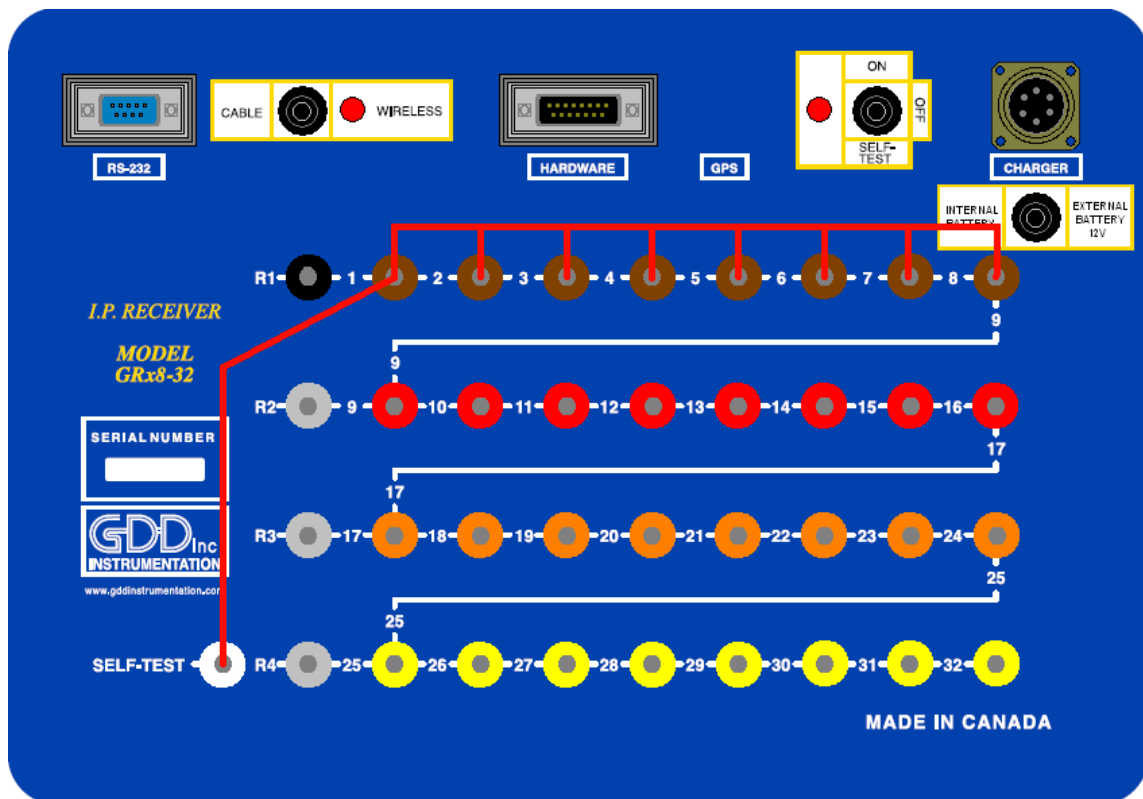 ON
CABLE
WIRELESS
OFF
SELF-
TEST
RS-232
HARDWARE
GPS
CHARGER
INTERNAL
BATTERY
EXTERNAL
BATTERY
12V
R1 1 2 3 4 5 6 7 8
9
I.P. RECEIVER
MODEL
GRx8-32
9
R2 9 10 11 12 13 14 15 16
SERIAL NUMBER
17
17
GDD Inc
INSTRUMENTATION
R3 17 18 19 20 21 22 23 24
www.gddinstrumentation.com
25
25
SELF-TEST R4 25 26 27 28 29 30 31 32
MADE IN CANADA